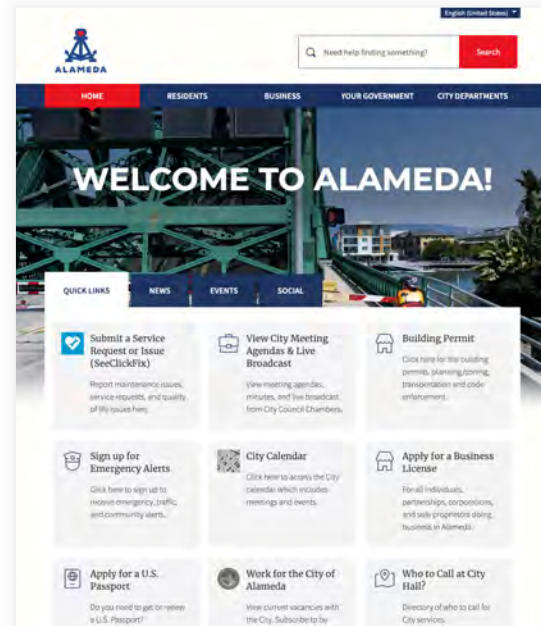 English (United States)
ALAMEDA
Need help finding something?
Search
HOME
RESIDENTS
BUSINESS
YOUR GOVERNMENT
CITY DEPARTMENTS
WELCOME TO ALAMEDA!
QUICK LINKS
NEWS
EVENTS
SOCIAL
Submit a Service
Request or Issue
(SeeClickFix)
Report maintenance issues,
service requests, and quality
of life issues here.
View City Meeting
Agendas & Live
Broadcast
View meeting agendas,
minutes, and live broadcast
from City Council Chambers.
Building Permit
Click here for the building
permits, planning/zoning,
transportation and code
enforcement.
Sign up for
Emergency Alerts
Click here to sign up to
receive emergency, traffic,
and community alerts.
City Calendar
Click here to access the City
calendar which includes
meetings and events.
Apply for a Business
License
For all individuals,
partnerships, corporations,
and sole proprietors doing
business in Alameda.
Apply for a U.S.
Passport
Do you need to get or renew
a U.S. Passport?
Work for the City of
Alameda
View current vacancies with
the City. Subscribe to by
Who to Call at City
Hall?
Directory of who to call for
City services.